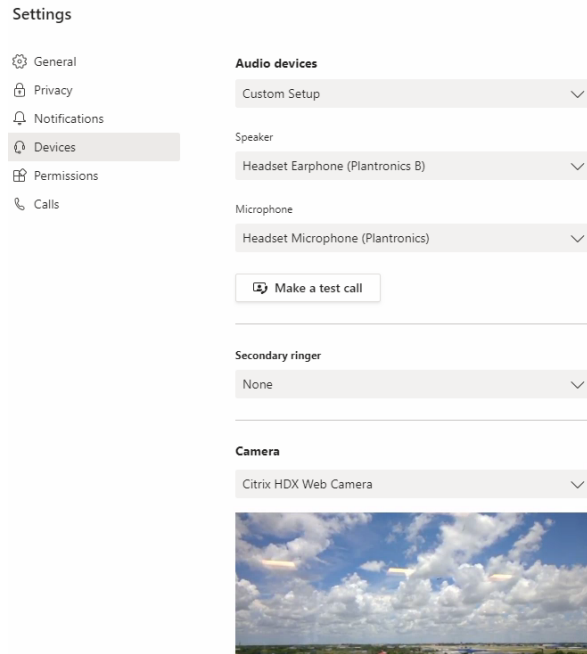 Settings
General
Privacy
Notifications
Devices
Permissions
Calls
Audio devices
Custom Setup
Speaker
Headset Earphone (Plantronics B)
Microphone
Headset Microphone (Plantronics)
Make a test call
Secondary ringer
None
Camera
Citrix HDX Web Camera